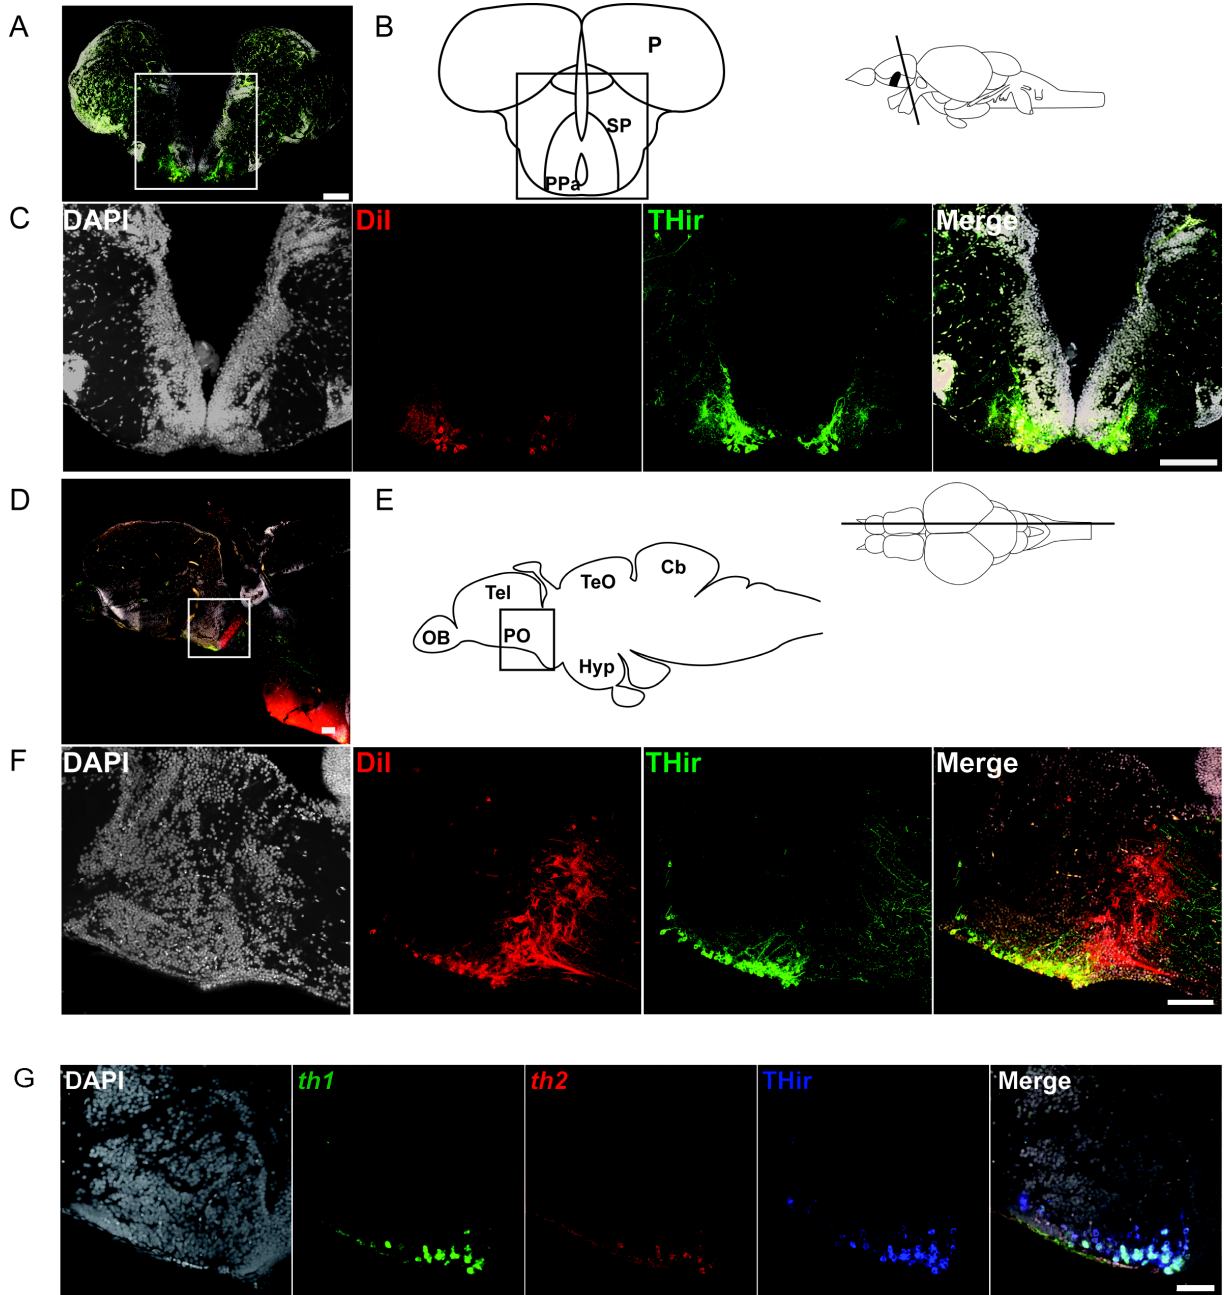 A
B
P
SP
PPa
C
DAPI
DiI
THir
Merge
D
E
Tel
TeO
Cb
OB
PO
Hyp
F
DAPI
DiI
THir
Merge
G
DAPI
th1
th2
THir
Merge